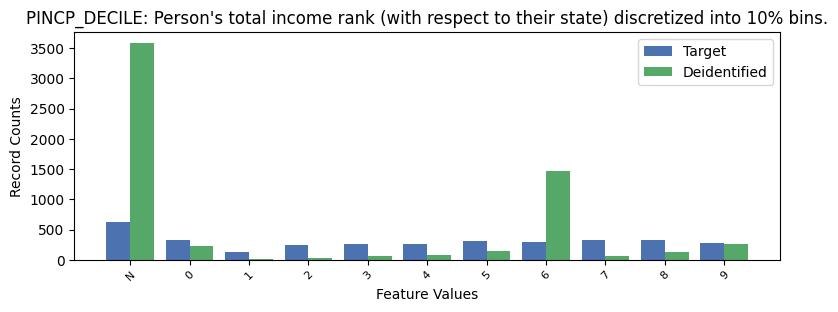 PINCP_DECILE: Person's total income rank (with respect to their state) discretized into 10% bins.
3500
3000
2500
2000
1500
1000
500
0
Record Counts
Target
Deidentified
N 0 1 2 3 4 5 6 7 8 9
Feature Values